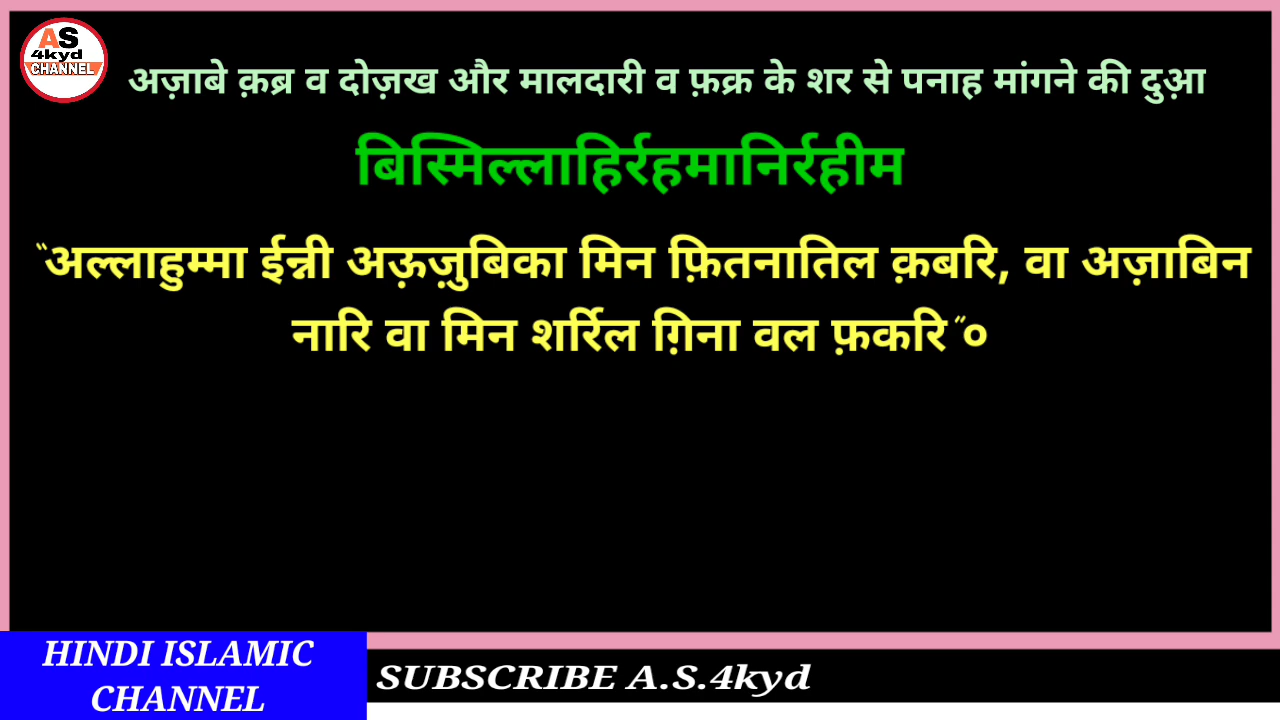 AS
4kyd
CHANNEL
अज़ाबे क़ब्र व दोज़ख और मालदारी व फ़क्र के शर से पनाह मांगने की दुआ़
बिस्मिल्लाहिर्रहमानिर्रहीम
"अल्लाहुम्मा ईन्नी अऊ़ज़ुबिका मिन फ़ितनातिल क़बरि, वा अज़ाबिन
नारि वा मिन शर्रिल ग़िना वल फ़करि"०
HINDI ISLAMIC
CHANNEL
SUBSCRIBE A.S.4kyd